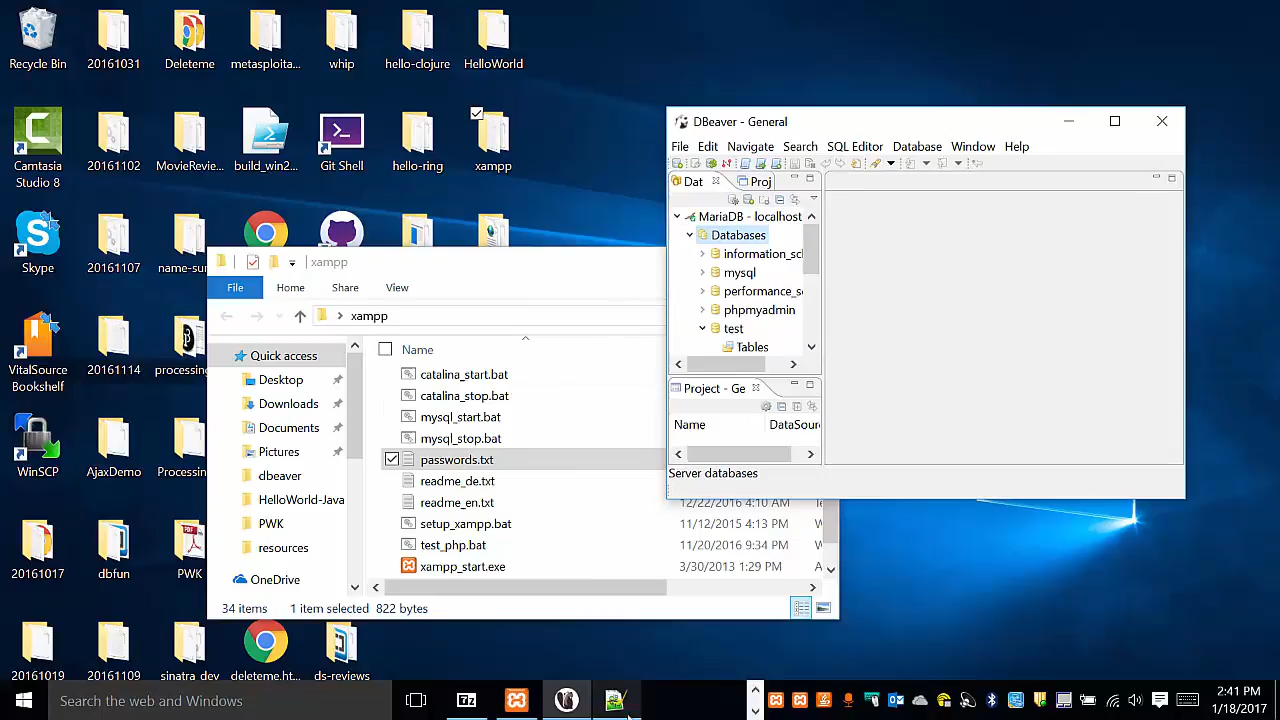 Recycle Bin
20161031
Deleteme
metasploita...
whip
hello-clojure
HelloWorld
Camtasia
Studio 8
20161102
MovieRevie...
build_win2...
Git Shell
hello-ring
xampp
Skype
20161107
name-sur
VitalSource
Bookshelf
20161114
processing
WinSCP
AjaxDemo
Processin
20161017
dbfun
PWK
20161019
20161109
sinatra_dev
deleteme.ht...
ds-reviews
xampp
File
Home
Share
View
xampp
Quick access
Desktop
Downloads
Documents
Pictures
dbeaver
HelloWorld-Java
PWK
resources
OneDrive
Name
catalina_start.bat
catalina_stop.bat
mysql_start.bat
mysql_stop.bat
passwords.txt
readme_de.txt
readme_en.txt 12/22/2016 4:10 AM
setup_xampp.bat 11/12/2015 4:13 PM W
test_php.bat 11/20/2016 9:34 PM W
xampp_start.exe 3/30/2013 1:29 PM A
34 items 1 item selected 822 bytes
DBeaver - General
File Edit Navigate Search SQL Editor Database Window Help
Dat
Proj
MariaDB - localhost
Databases
information_sc
mysql
performance_s
phpmyadmin
test
Tables
Project - Ge
Name DataSour
Server databases
Search the web and Windows
2:41 PM
1/18/2017